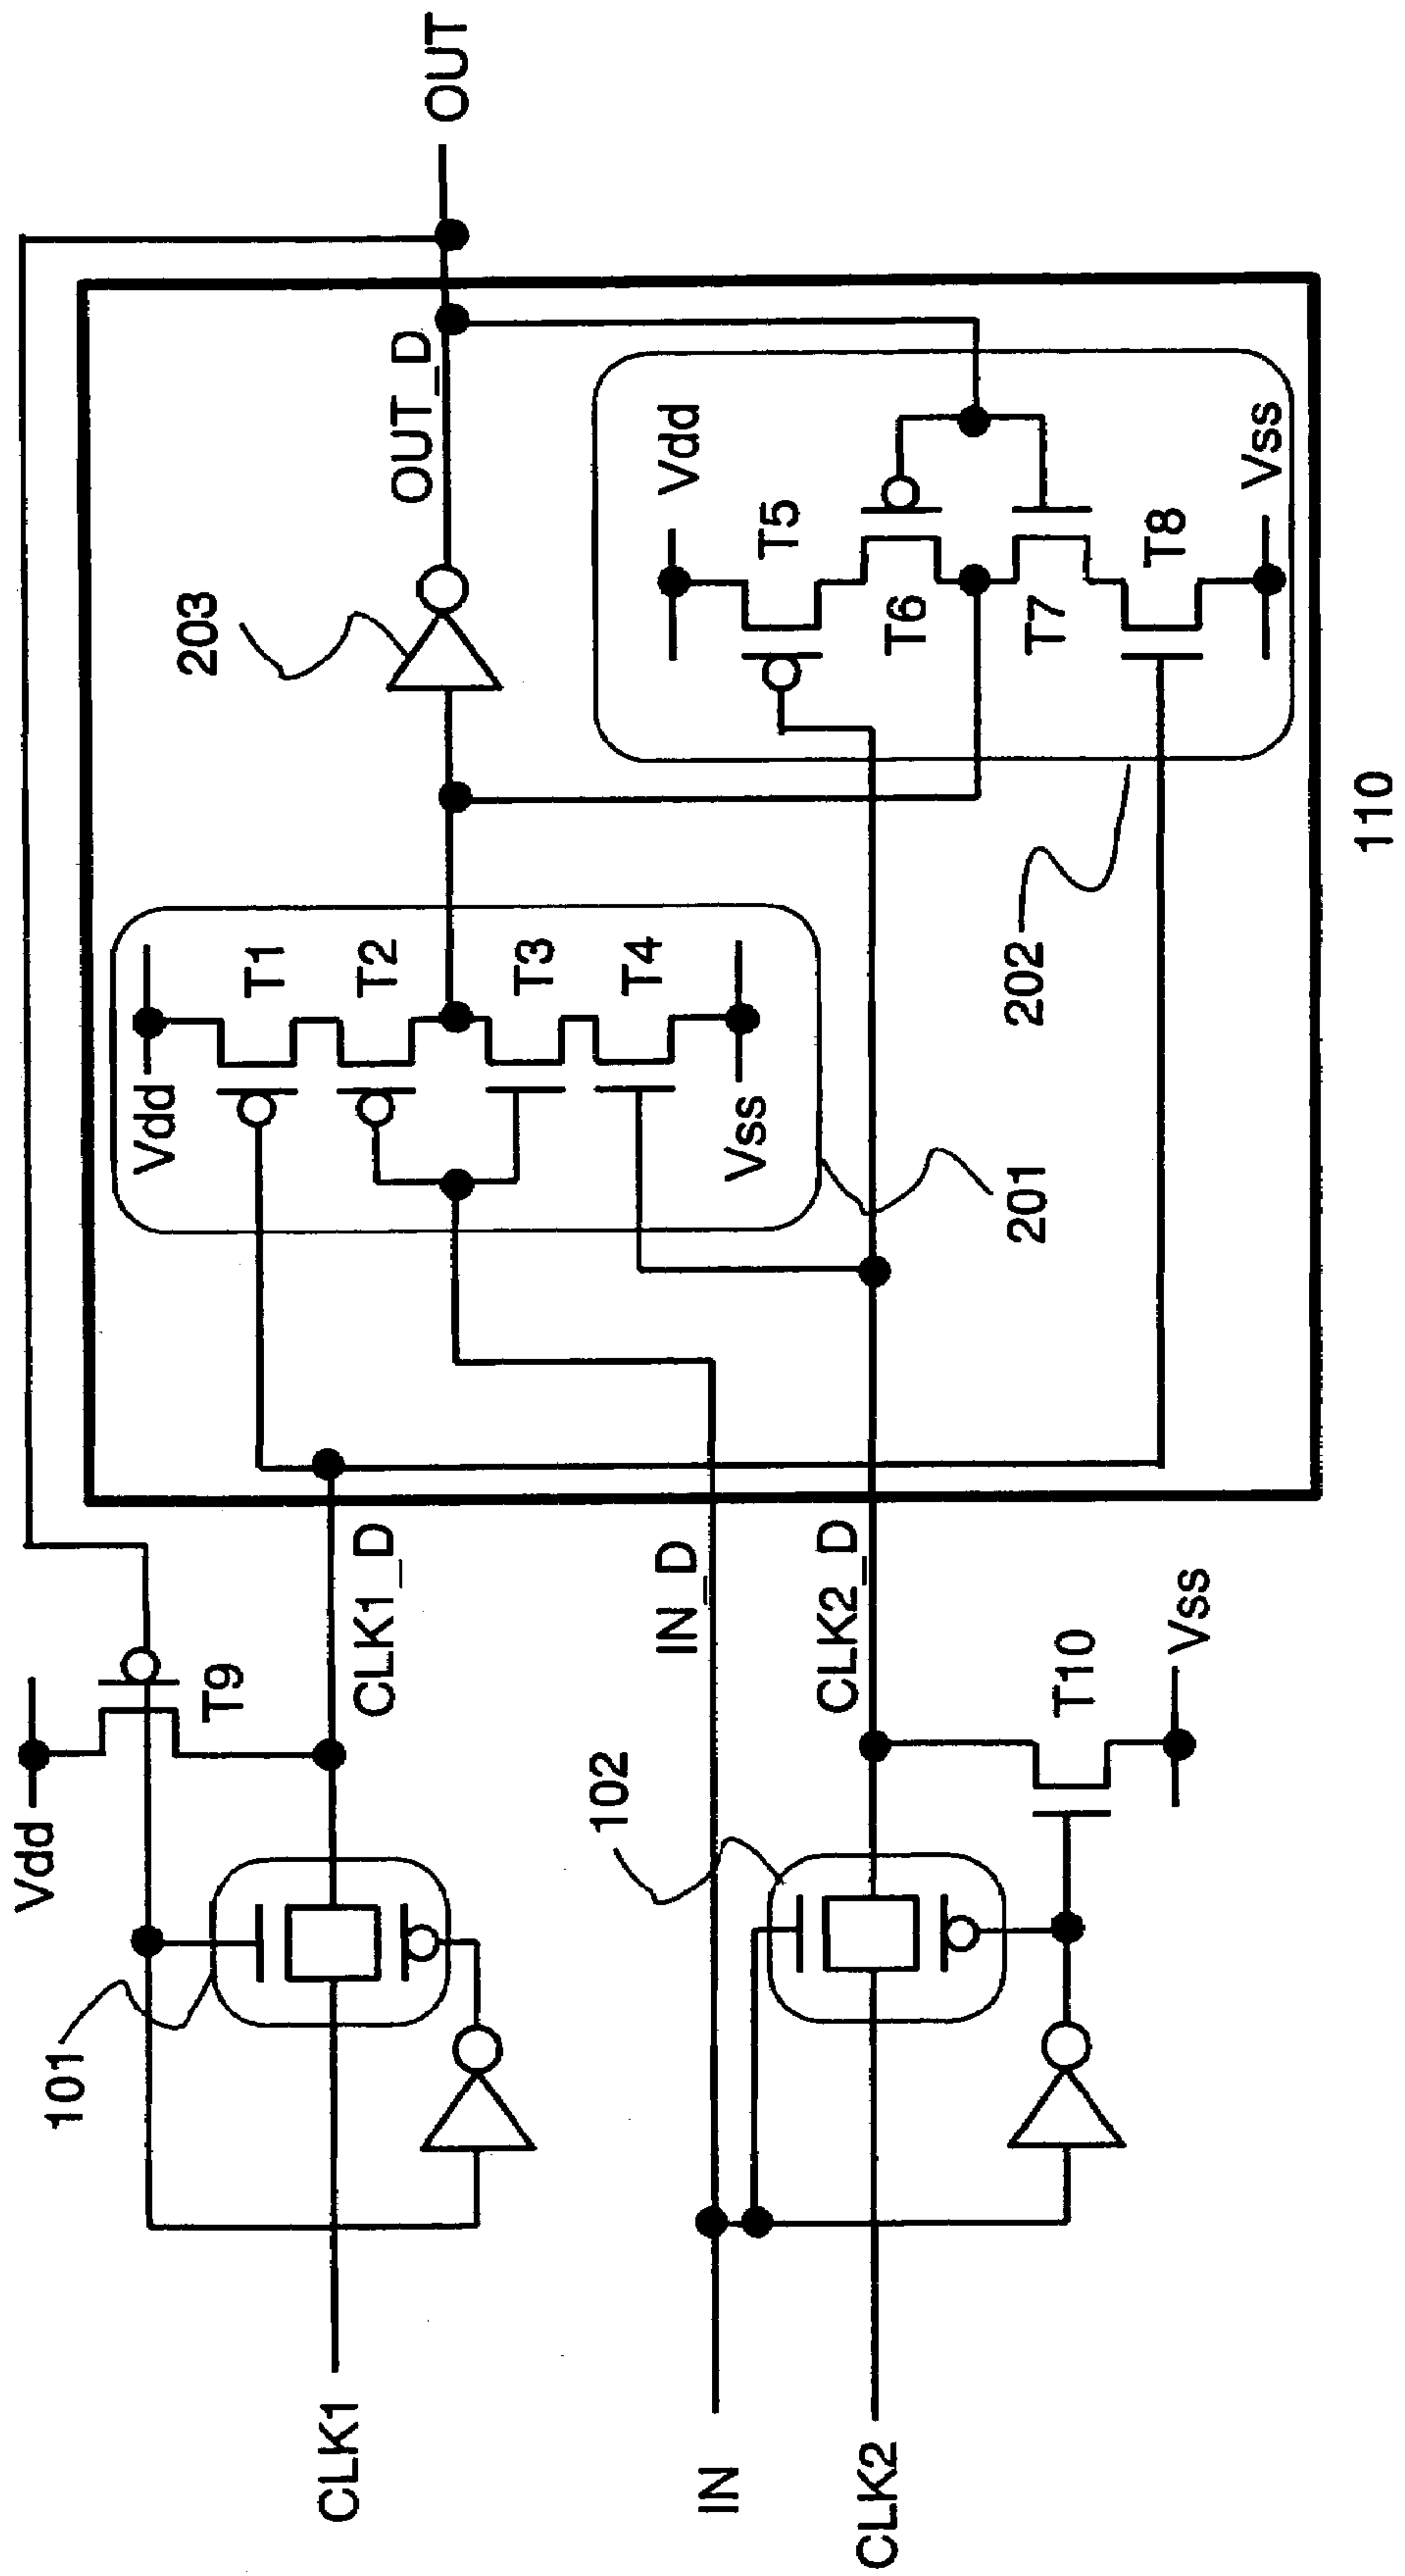 Vdd
T9
101
CLK1
CLK1_D
IN
IN_D
102
CLK2
CLK2_D
T10
Vss
Vdd
T1
T2
T3
T4
Vss
201
203
OUT_D
OUT
Vdd
T5
T6
T7
T8
Vss
202
110